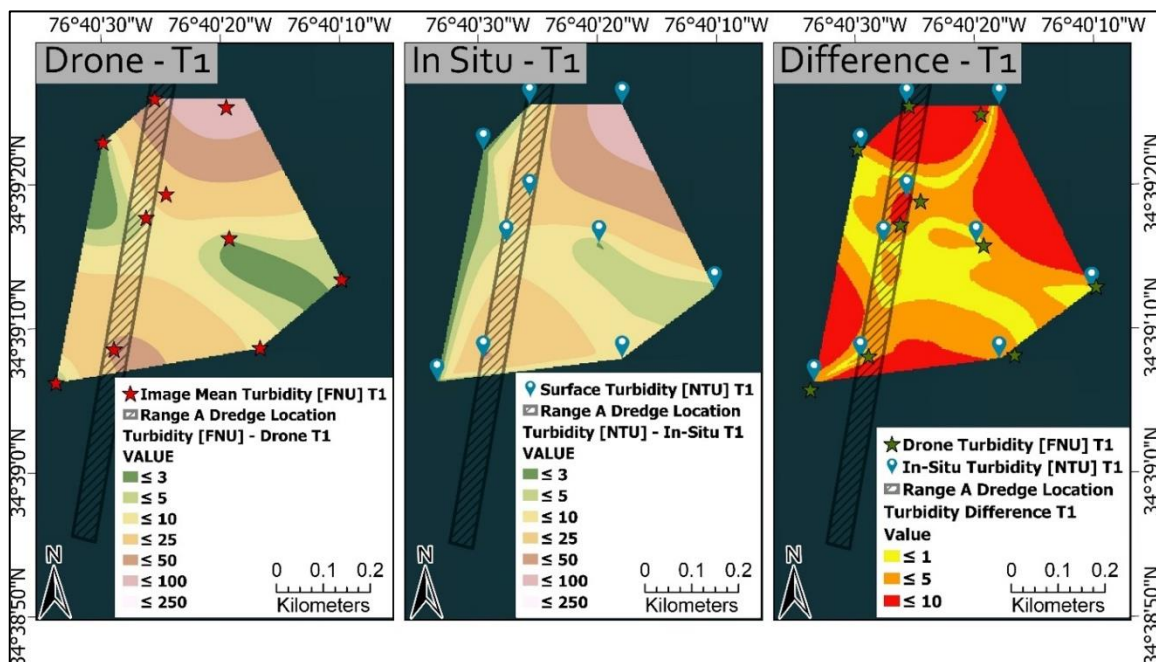 76°40'30"W 76°40'20"W 76°40'10"W
76°40'30"W 76°40'20"W 76°40'10"W
76°40'30"W 76°40'20"W 76°40'10"W
34°39'20"N
34°39'10"N
34°39'0"N
34°38'50"N
Drone - T1
Image Mean Turbidity [FNU] T1
Range A Dredge Location
Turbidity [FNU] - Drone T1
VALUE
≤ 3
≤ 5
≤ 10
≤ 25
≤ 50
≤ 100
≤ 250
N
0 0.1 0.2
Kilometers
In Situ - T1
Surface Turbidity [NTU] T1
Range A Dredge Location
Turbidity [NTU] - In-Situ T1
VALUE
≤ 3
≤ 5
≤ 10
≤ 25
≤ 50
≤ 100
≤ 250
N
0 0.1 0.2
Kilometers
Difference - T1
Drone Turbidity [FNU] T1
In-Situ Turbidity [NTU] T1
Range A Dredge Location
Turbidity Difference T1
Value
≤ 1
≤ 5
≤ 10
N
0 0.1 0.2
Kilometers
34°39'20"N
34°39'10"N
34°39'0"N
34°38'50"N